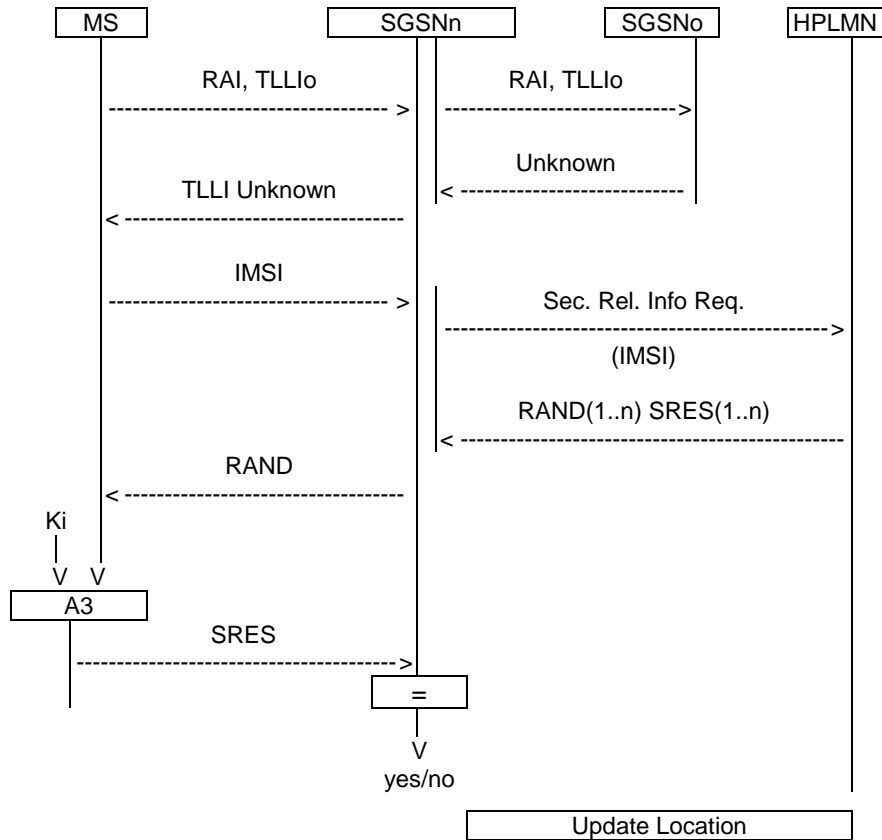 MS SGSNn SGSNo HPLMN
RAI, TLLIo RAI, TLLIo
---------------------------- > ------------------------ >
Unknown
< -----------------------
TLLI Unknown
< ----------------------------
IMSI
---------------------------- >
Sec. Rel. Info Req.
--------------------------------------- >
(IMSI)
RAND(1..n) SRES(1..n)
< ---------------------------------------
RAND
< ----------------------------
Ki
V V
A3
SRES
-------------------------------- >
=
V
yes/no
Update Location